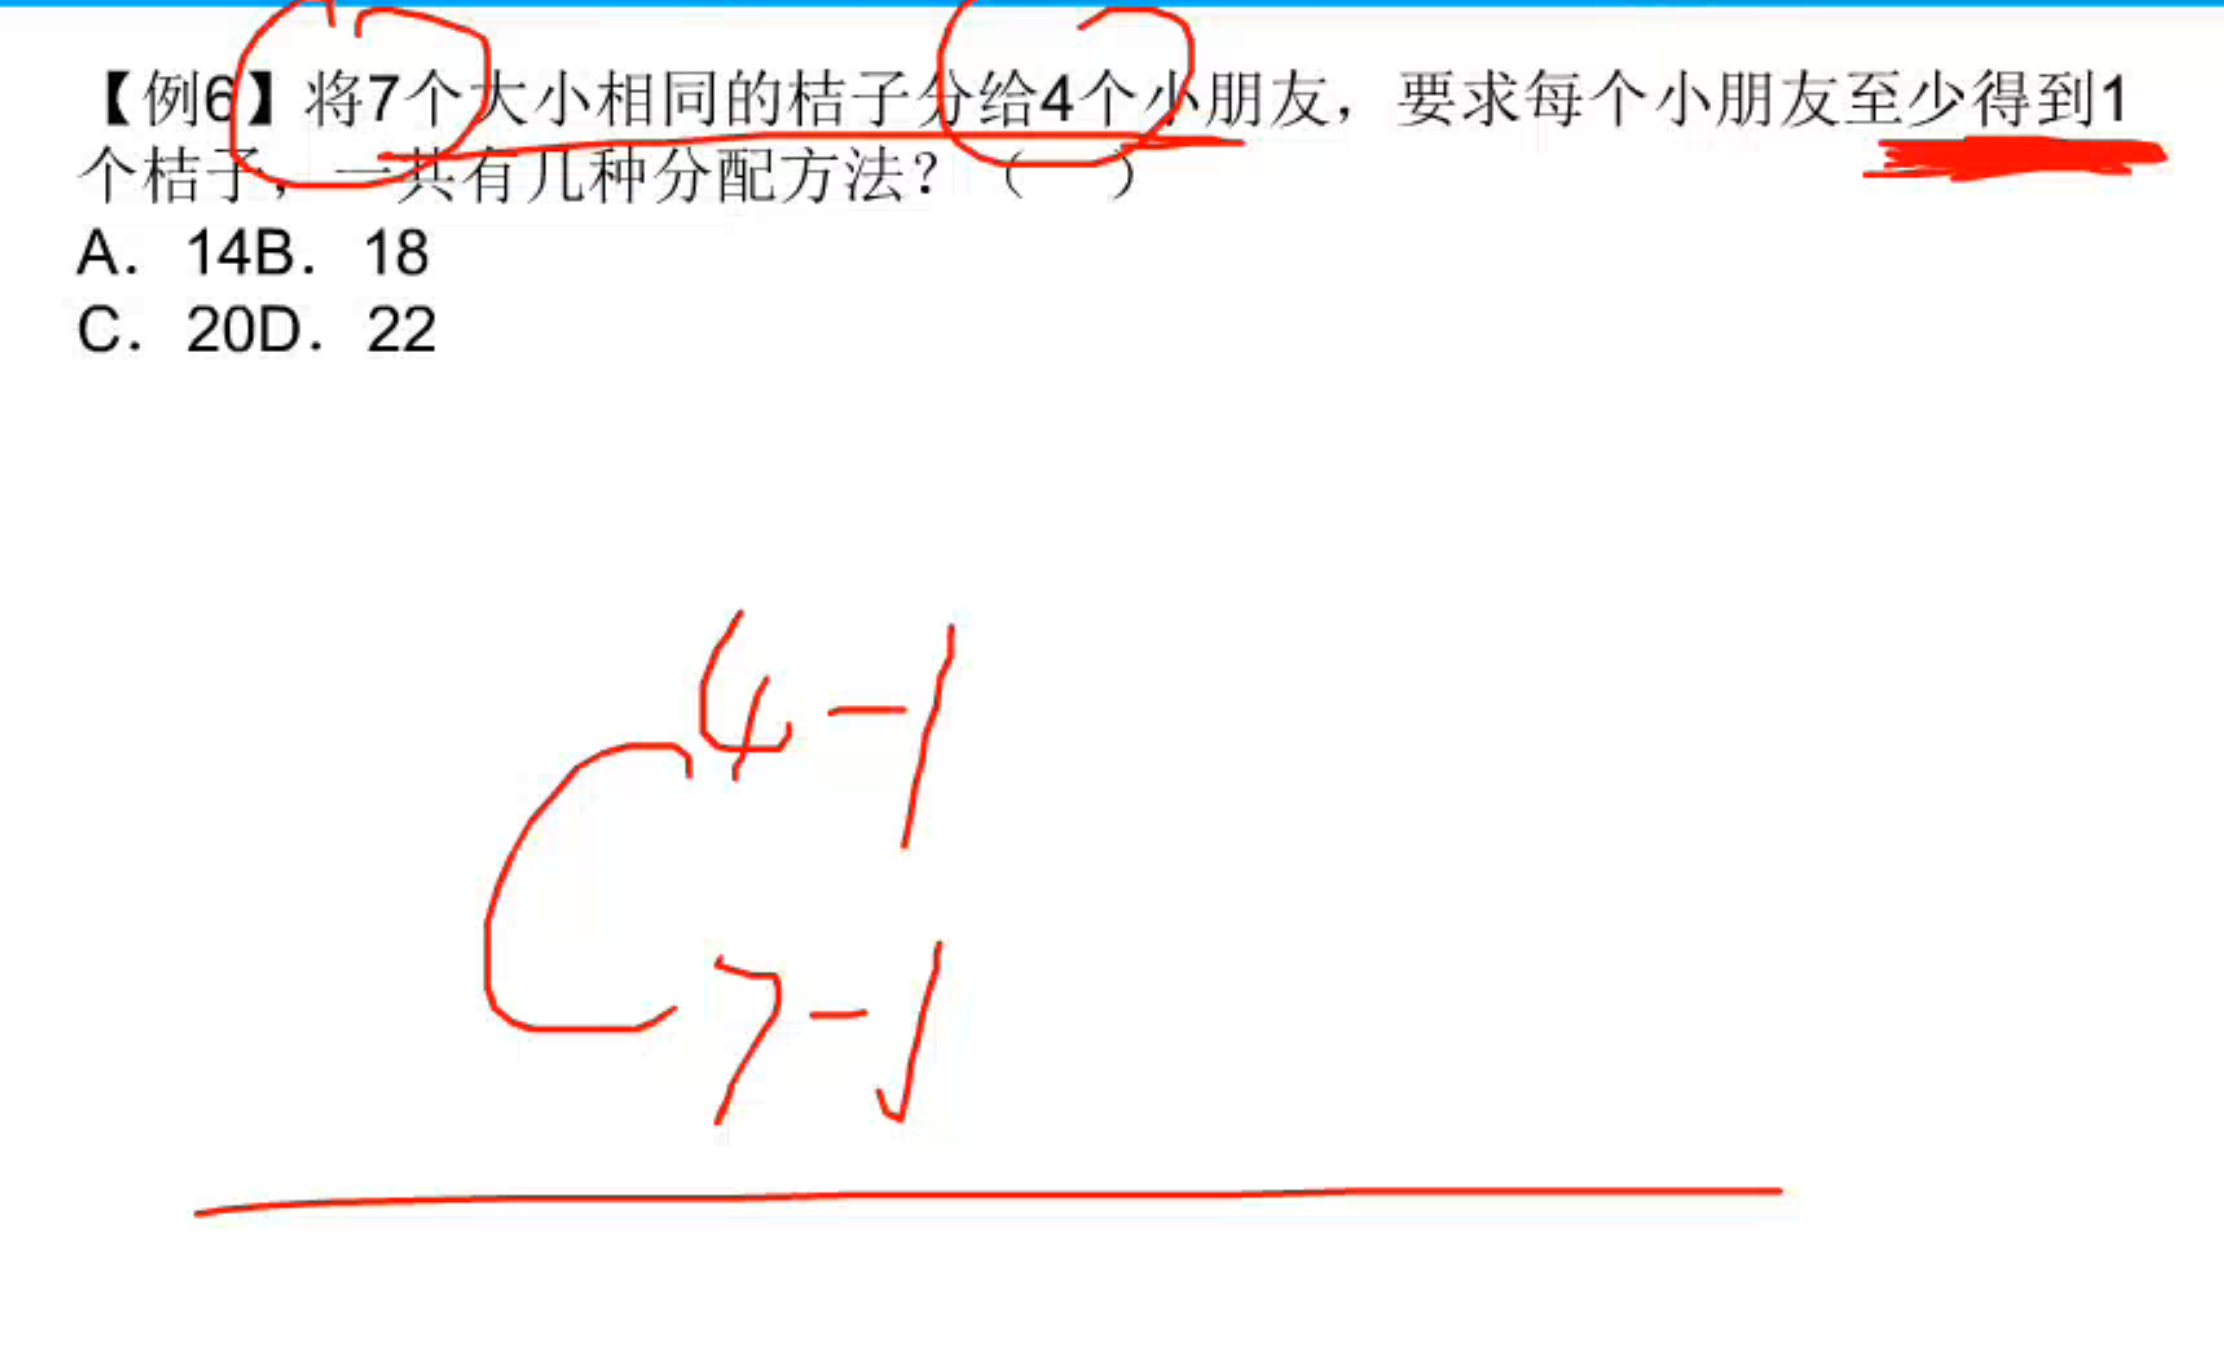 【例6】将7个大小相同的桔子分给4个小朋友，要求每个小朋友至少得到1
个桔子，一共有几种分配方法？（ ）
A． 14B． 18
C． 20D． 22
4-1
C
7-1